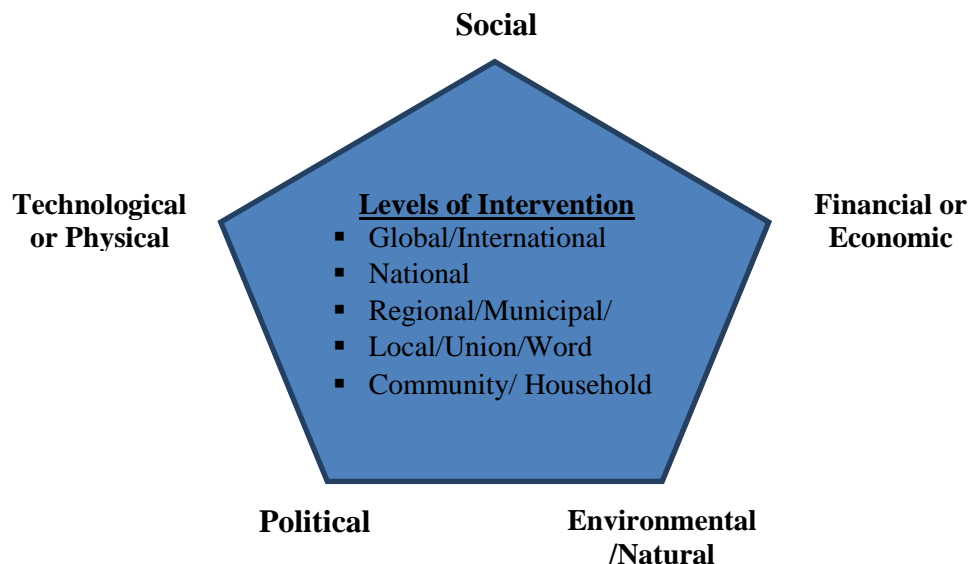 Social
Technological
or Physical
Financial or
Economic
Levels of Intervention
▪ Global/International
▪ National
▪ Regional/Municipal/
▪ Local/Union/Word
▪ Community/ Household
Political
Environmental
/Natural